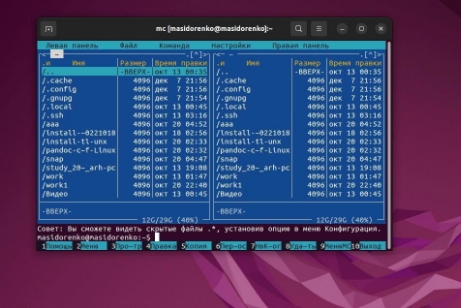 mc [masidorenko@masidorenko]:~
Левая панель Файл Команда Настройки Правая панель
.и Имя Размер Время правки .и Имя Размер Время правки
/.. -ВВЕРХ- окт 13 00:35 /.. -ВВЕРХ- окт 13 00:35
/.cache 4096 дек 7 21:56 /.cache 4096 дек 7 21:56
/.config 4096 дек 7 21:54 /.config 4096 дек 7 21:54
/.gnupg 4096 дек 7 21:54 /.gnupg 4096 дек 7 21:54
/.local 4096 окт 13 00:45 /.local 4096 окт 13 00:45
/.ssh 4096 окт 13 03:16 /.ssh 4096 окт 13 03:16
/aaa 4096 окт 20 04:52 /aaa 4096 окт 20 04:52
/install-~0221018 4096 окт 18 02:56 /install-~0221018 4096 окт 18 02:56
/install-tl-unx 4096 окт 20 02:33 /install-tl-unx 4096 окт 20 02:33
/pandoc-c~f-Linux 4096 окт 20 02:32 /pandoc-c~f-Linux 4096 окт 20 02:32
/snap 4096 окт 20 04:47 /snap 4096 окт 20 04:47
/study_20~_arh-pc 4096 окт 13 19:08 /study_20~_arh-pc 4096 окт 13 19:08
/work 4096 окт 13 01:47 /work 4096 окт 13 01:47
/work1 4096 окт 20 22:40 /work1 4096 окт 20 22:40
/Видео 4096 окт 13 00:35 /Видео 4096 окт 13 00:35
-ВВЕРХ- -ВВЕРХ-
12G/29G (40%) 12G/29G (40%)
Совет: Вы сможете видеть скрытые файлы .*, установив опцию в меню Конфигурация.
masidorenko@masidorenko:~$
1Помощь 2Меню 3Про~тр 4Правка 5Копия 6Пер~ос 7НвК~ог 8Уда~ть 9МенюMC 10Выход